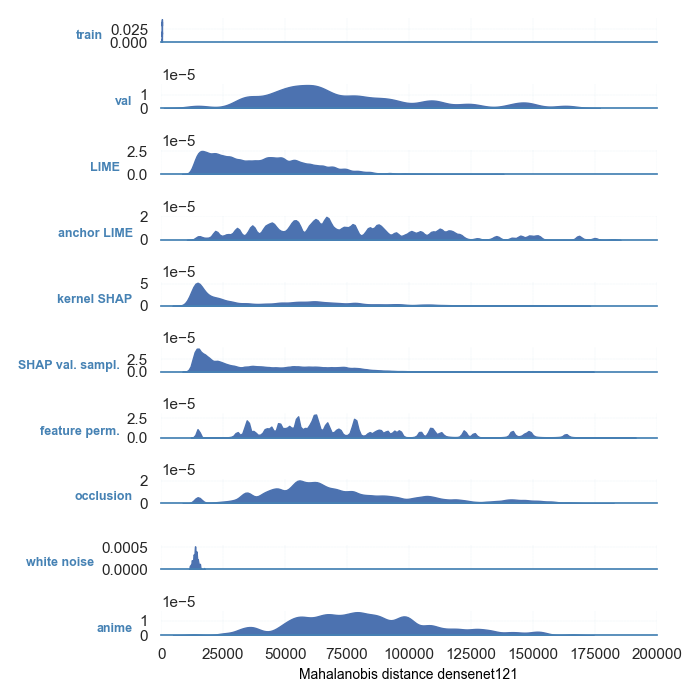 0.025
train
0.000
1e−5
1
val
0
1e−5
2.5
LIME
0.0
1e−5
2
anchor LIME
0
1e−5
5
kernel SHAP
0
1e−5
2.5
SHAP val. sampl.
0.0
1e−5
2.5
feature perm.
0.0
1e−5
2
occlusion
0
0.0005
white noise
0.0000
1e−5
1
anime
0
0 25000 50000 75000 100000 125000 150000 175000 200000
Mahalanobis distance densenet121